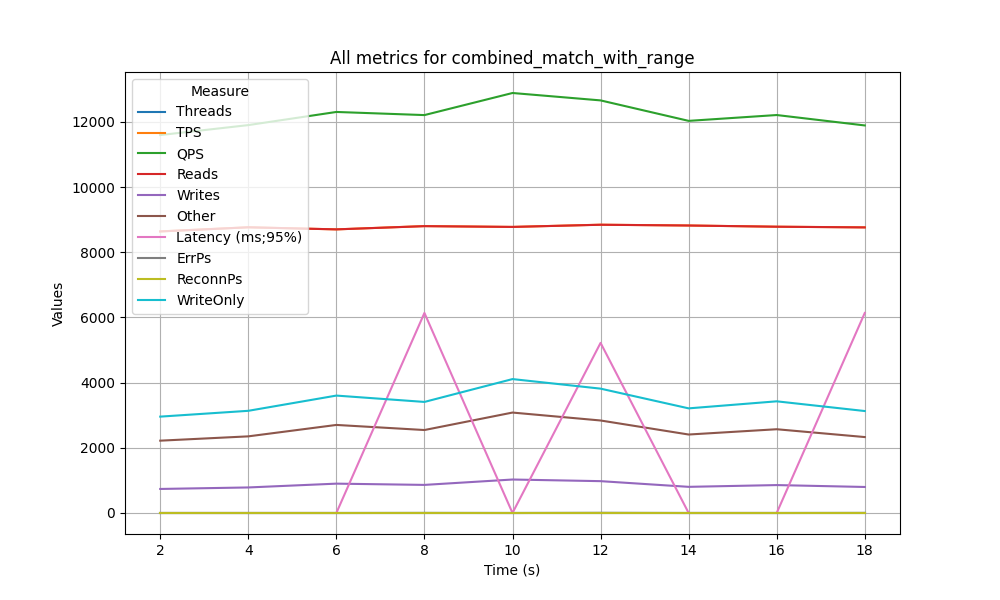 All metrics for combined_match_with_range
Measure
Threads
TPS
QPS
Reads
Writes
Other
Latency (ms;95%)
ErrPs
ReconnPs
WriteOnly
Values
12000
10000
8000
6000
4000
2000
0
2 4 6 8 10 12 14 16 18
Time (s)